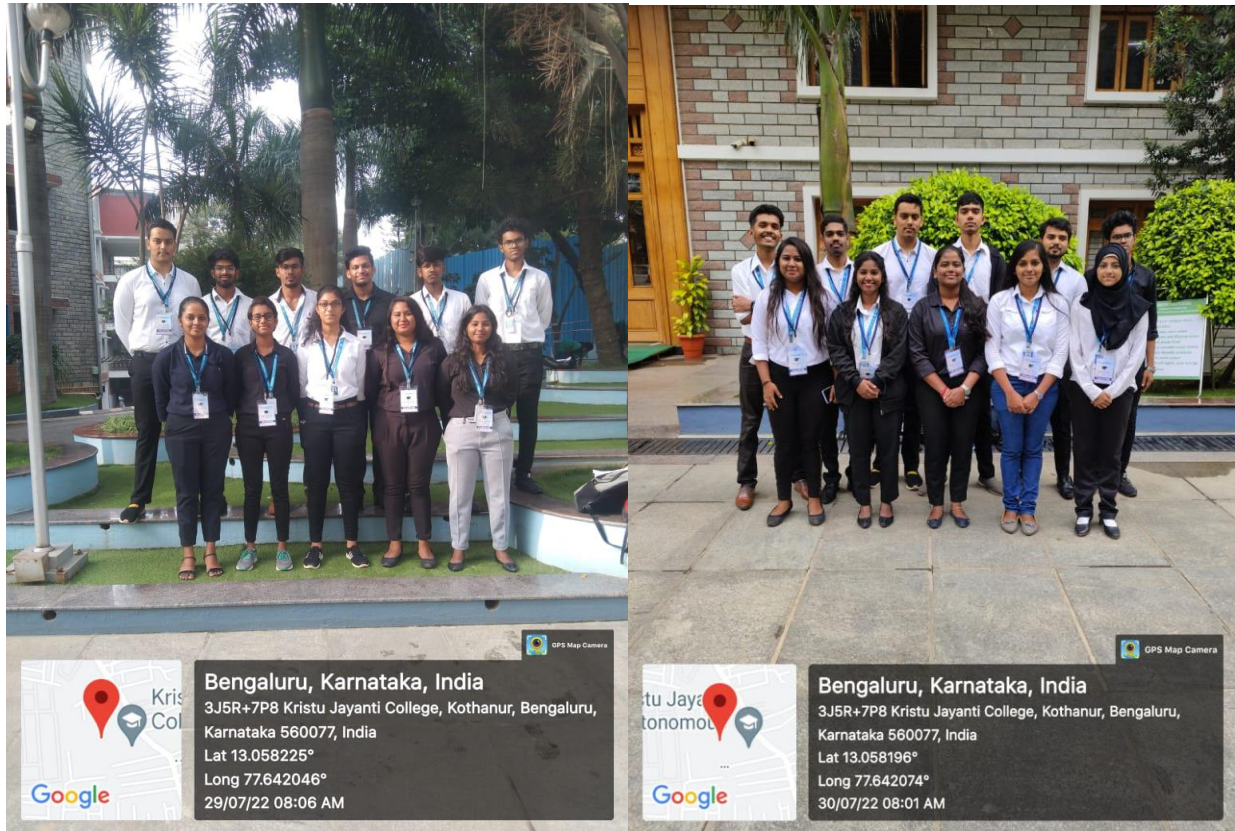 GPS Map Camera
Kris
Col
Google
Bengaluru, Karnataka, India
3J5R+7P8 Kristu Jayanti College, Kothanur, Bengaluru,
Karnataka 560077, India
Lat 13.058225°
Long 77.642046°
29/07/22 08:06 AM
GPS Map Camera
tu Jaya
tonomou
Google
Bengaluru, Karnataka, India
3J5R+7P8 Kristu Jayanti College, Kothanur, Bengaluru,
Karnataka 560077, India
Lat 13.058196°
Long 77.642074°
30/07/22 08:01 AM